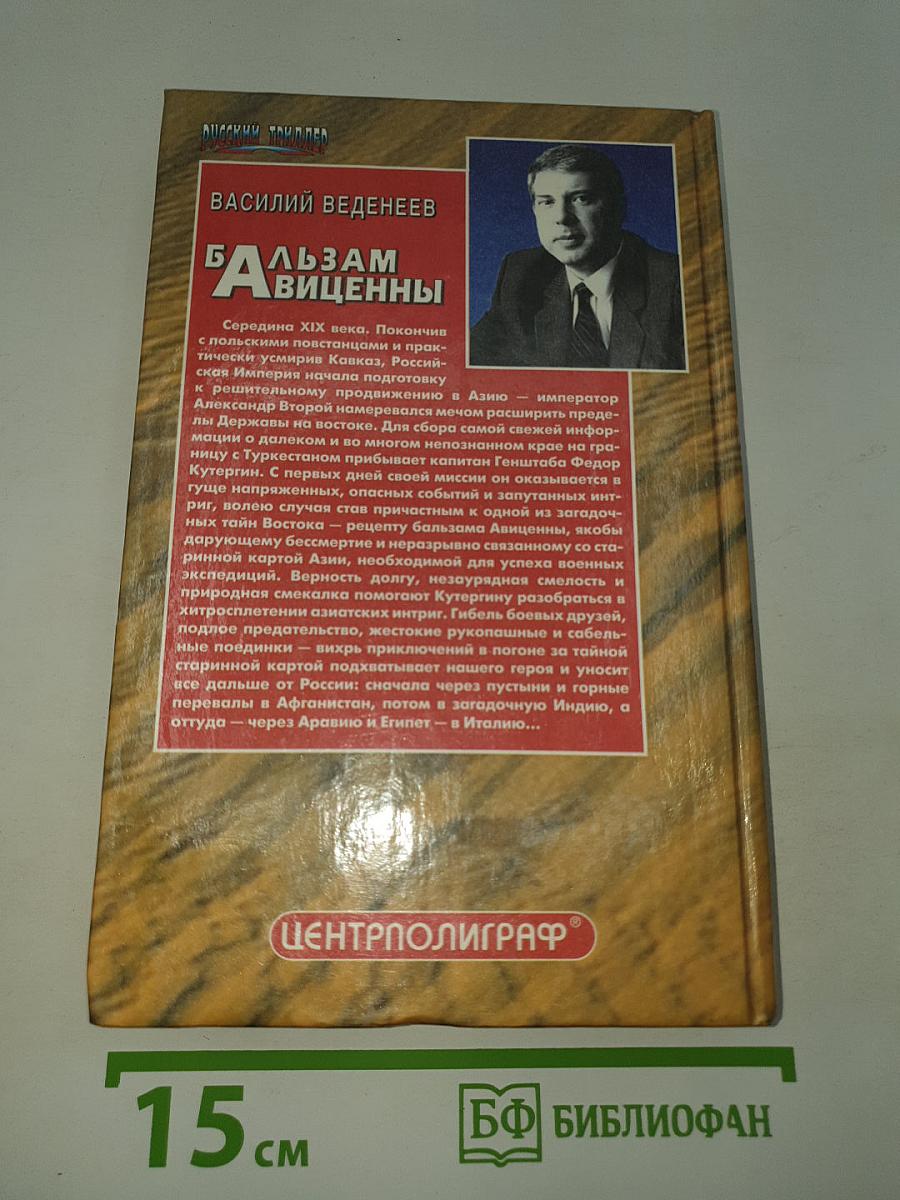 РУССКИЙ ТРИЛЛЕР
ВАСИЛИЙ ВЕДЕНЕЕВ
БАЛЬЗАМ
АВИЦЕННЫ
Середина XIX века. Покончив
с польскими повстанцами и прак-
тически усмирив Кавказ, Россий-
ская Империя начала подготовку
к решительному продвижению в Азию — император
Александр Второй намеревался мечом расширить преде-
лы Державы на востоке. Для сбора самой свежей инфор-
мации о далеком и во многом непознанном крае на гра-
ницу с Туркестаном прибывает капитан Генштаба Федор
Кутергин. С первых дней своей миссии он оказывается в
гуще напряженных, опасных событий и запутанных инт-
риг, волею случая став причастным к одной из загадоч-
ных тайн Востока — рецепту бальзама Авиценны, якобы
дарующему бессмертие и неразрывно связанному со ста-
ринной картой Азии, необходимой для успеха военных
экспедиций. Верность долгу, незаурядная смелость и
природная смекалка помогают Кутергину разобраться в
хитросплетении азиатских интриг. Гибель боевых друзей,
подлое предательство, жестокие рукопашные и сабель-
ные поединки — вихрь приключений в погоне за тайной
старинной картой подхватывает нашего героя и уносит
все дальше от России: сначала через пустыни и горные
перевалы в Афганистан, потом в загадочную Индию, а
оттуда — через Аравию и Египет — в Италию...
ЦЕНТРПОЛИГРАФ®
15 см
БФ БИБЛИОФАН